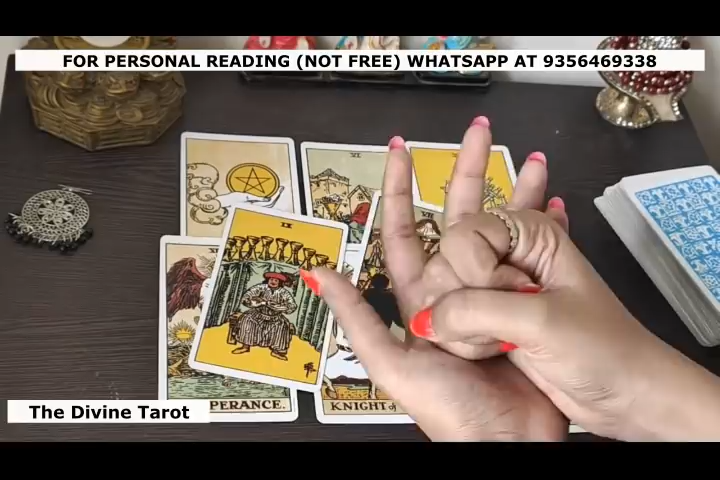 FOR PERSONAL READING (NOT FREE) WHATSAPP AT 9356469338
VI
VII
IX
The Divine Tarot
PERANCE.
KNIGHT of